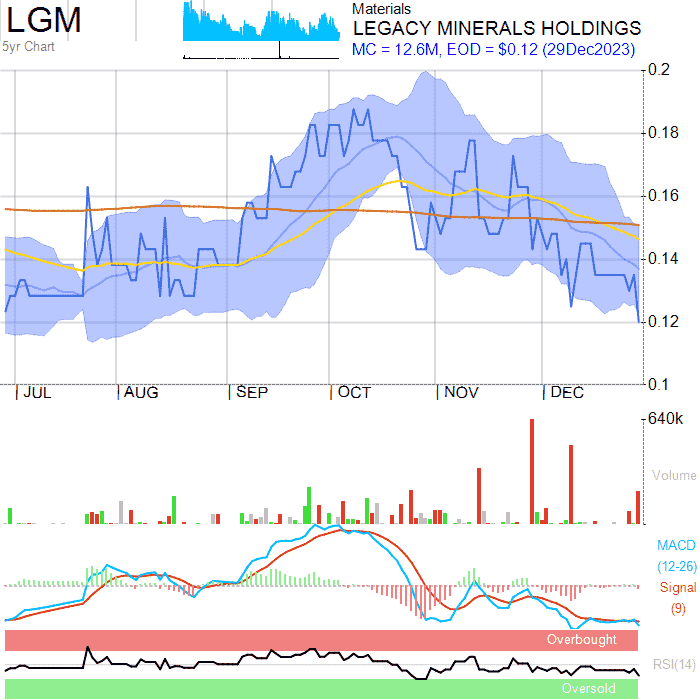 LGM
5yr Chart
Materials
LEGACY MINERALS HOLDINGS
MC = 12.6M, EOD = $0.12 (29Dec2023)
0.2
0.18
0.16
0.14
0.12
0.1
JUL AUG SEP OCT NOV DEC
640k
Volume
MACD
(12-26)
Signal
(9)
Overbought
RSI(14)
Oversold